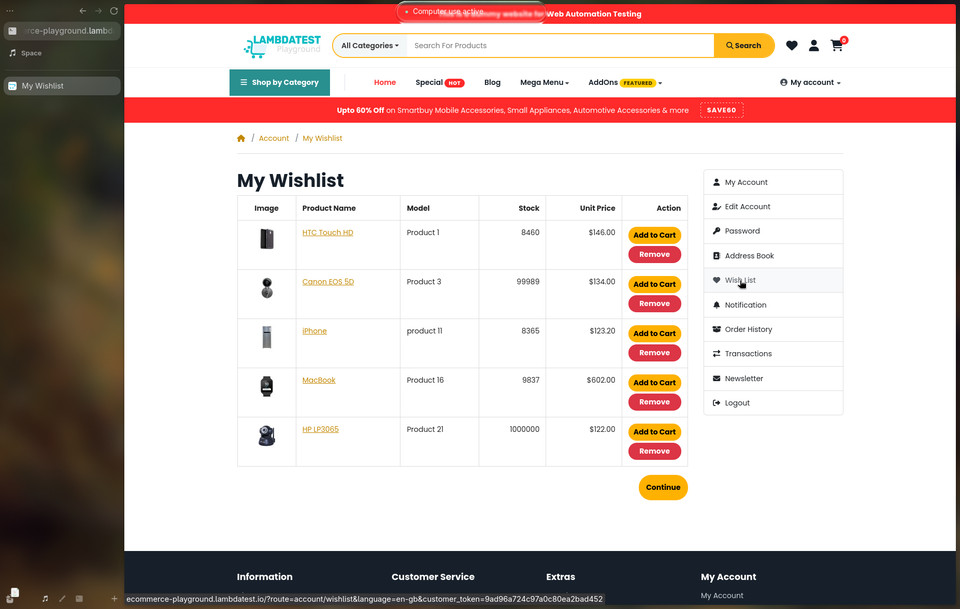 Computer use active
This is a dummy website for Web Automation Testing
rce-playground.lambd
Space
My Wishlist
LAMBDATEST
Playground
All Categories
Search For Products
Search
0
Shop by Category
Home
Special HOT
Blog
Mega Menu
AddOns FEATURED
My account
Upto 60% Off on Smartbuy Mobile Accessories, Small Appliances, Automotive Accessories & more
SAVE60
/ Account / My Wishlist
My Wishlist
Image Product Name Model Stock Unit Price Action
HTC Touch HD Product 1 8460 $146.00 Add to Cart
Remove
Canon EOS 5D Product 3 99989 $134.00 Add to Cart
Remove
iPhone product 11 8365 $123.20 Add to Cart
Remove
MacBook Product 16 9837 $602.00 Add to Cart
Remove
HP LP3065 Product 21 1000000 $122.00 Add to Cart
Remove
Continue
My Account
Edit Account
Password
Address Book
Wish List
Notification
Order History
Transactions
Newsletter
Logout
Information
Customer Service
Extras
My Account
My Account
ecommerce-playground.lambdatest.io/?route=account/wishlist&language=en-gb&customer_token=9ad96a724c97a0c80ea2bad452